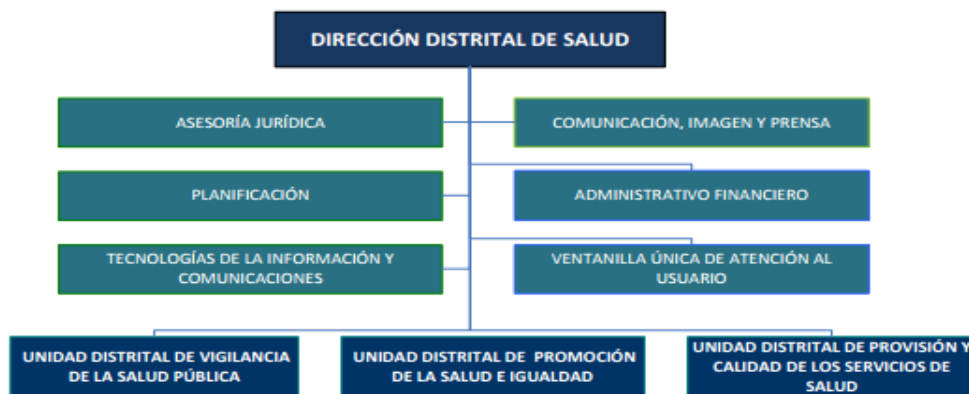 DIRECCIÓN DISTRITAL DE SALUD
ASESORÍA JURÍDICA
COMUNICACIÓN, IMAGEN Y PRENSA
PLANIFICACIÓN
ADMINISTRATIVO FINANCIERO
TECNOLOGÍAS DE LA INFORMACIÓN Y
COMUNICACIONES
VENTANILLA ÚNICA DE ATENCIÓN AL
USUARIO
UNIDAD DISTRITAL DE VIGILANCIA
DE LA SALUD PÚBLICA
UNIDAD DISTRITAL DE PROMOCIÓN
DE LA SALUD E IGUALDAD
UNIDAD DISTRITAL DE PROVISIÓN Y
CALIDAD DE LOS SERVICIOS DE
SALUD